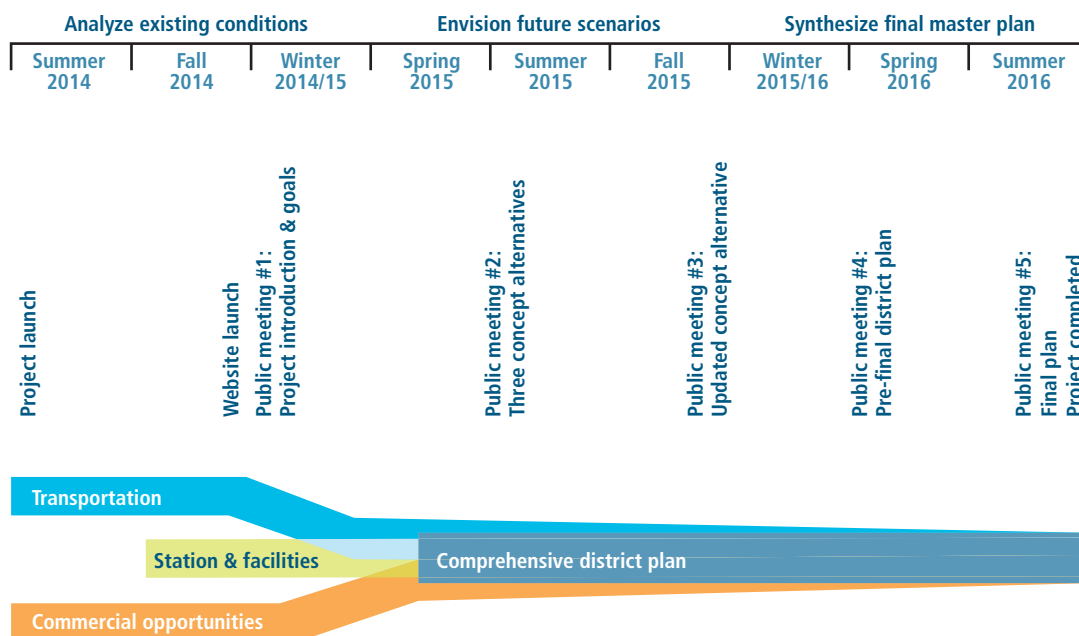 Analyze existing conditions
Envision future scenarios
Synthesize final master plan
Summer
2014
Fall
2014
Winter
2014/15
Spring
2015
Summer
2015
Fall
2015
Winter
2015/16
Spring
2016
Summer
2016
Project launch
Website launch
Public meeting #1:
Project introduction & goals
Public meeting #2:
Three concept alternatives
Public meeting #3:
Updated concept alternative
Public meeting #4:
Pre-final district plan
Public meeting #5:
Final plan
Project completed
Transportation
Station & facilities
Comprehensive district plan
Commercial opportunities